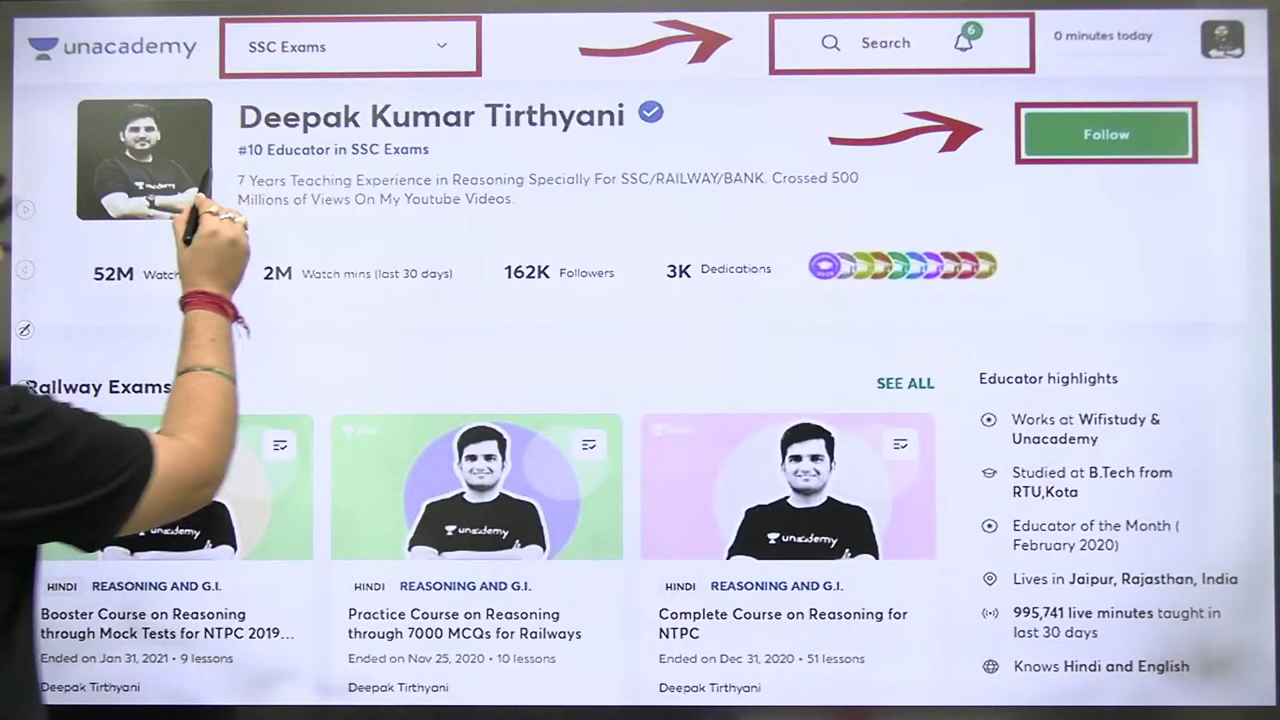 unacademy
SSC Exams
Search
6
0 minutes today
Deepak Kumar Tirthyani
#10 Educator in SSC Exams
Follow
7 Years Teaching Experience in Reasoning Specially For SSC/RAILWAY/BANK. Crossed 500
Millions of Views On My Youtube Videos.
52M
2M Watch mins (last 30 days)
162K Followers
3K Dedications
Railway Exams
SEE ALL
unacademy
unacademy
HINDI REASONING AND G.I.
Booster Course on Reasoning
through Mock Tests for NTPC 2019...
Ended on Jan 31, 2021 • 9 lessons
Deepak Tirthyani
HINDI REASONING AND G.I.
Practice Course on Reasoning
through 7000 MCQs for Railways
Ended on Nov 25, 2020 • 10 lessons
Deepak Tirthyani
HINDI REASONING AND G.I.
Complete Course on Reasoning for
NTPC
Ended on Dec 31, 2020 • 51 lessons
Deepak Tirthyani
Educator highlights
Works at Wifistudy &
Unacademy
Studied at B.Tech from
RTU,Kota
Educator of the Month (
February 2020)
Lives in Jaipur, Rajasthan, India
995,741 live minutes taught in
last 30 days
Knows Hindi and English